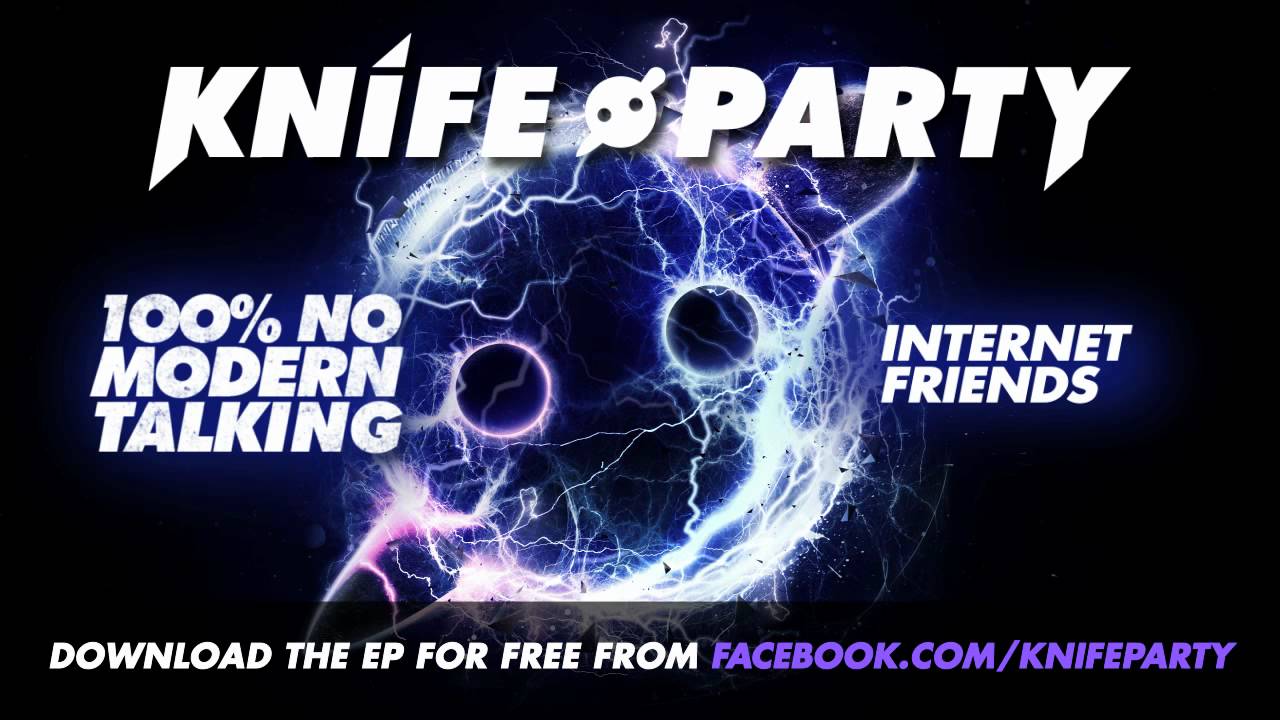 KNIFE PARTY
100% NO
MODERN
TALKING
INTERNET
FRIENDS
DOWNLOAD THE EP FOR FREE FROM FACEBOOK.COM/KNIFEPARTY